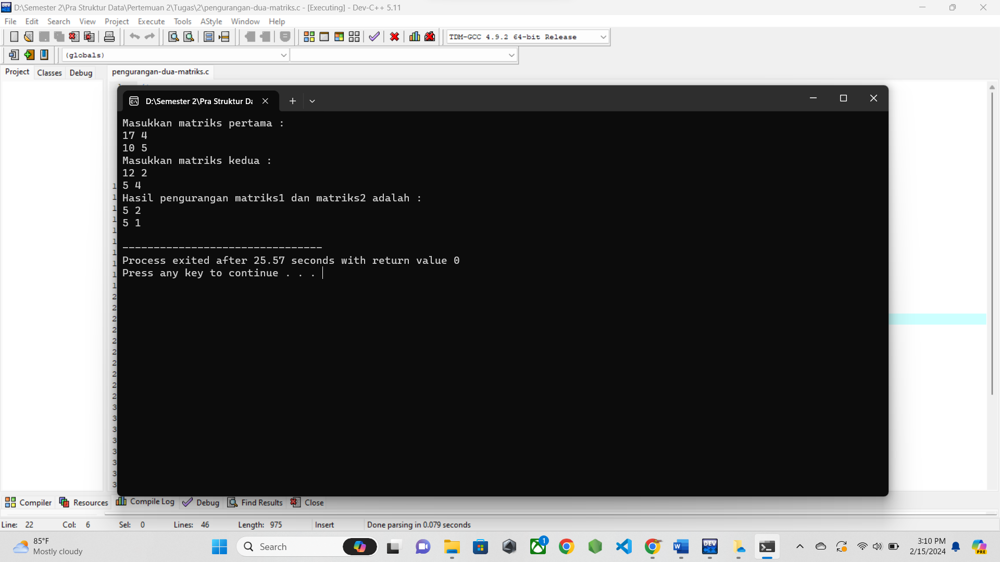 D:\Semester 2\Pra Struktur Data\Pertemuan 2\Tugas\2\pengurangan-dua-matriks.c - [Executing] - Dev-C++ 5.11
File Edit Search View Project Execute Tools AStyle Window Help
TDM-GCC 4.9.2 64-bit Release
(globals)
Project Classes Debug pengurangan-dua-matriks.c
D:\Semester 2\Pra Struktur Da
Masukkan matriks pertama :
17 4
10 5
Masukkan matriks kedua :
12 2
5 4
Hasil pengurangan matriks1 dan matriks2 adalah :
5 2
5 1
--------------------------------
Process exited after 25.57 seconds with return value 0
Press any key to continue . . .
Compiler Resources Compile Log Debug Find Results Close
Line: 22 Col: 6 Sel: 0 Lines: 46 Length: 975 Insert Done parsing in 0.079 seconds
85°F
Mostly cloudy
Search
1
DEV
C++
3:10 PM
2/15/2024
PRE